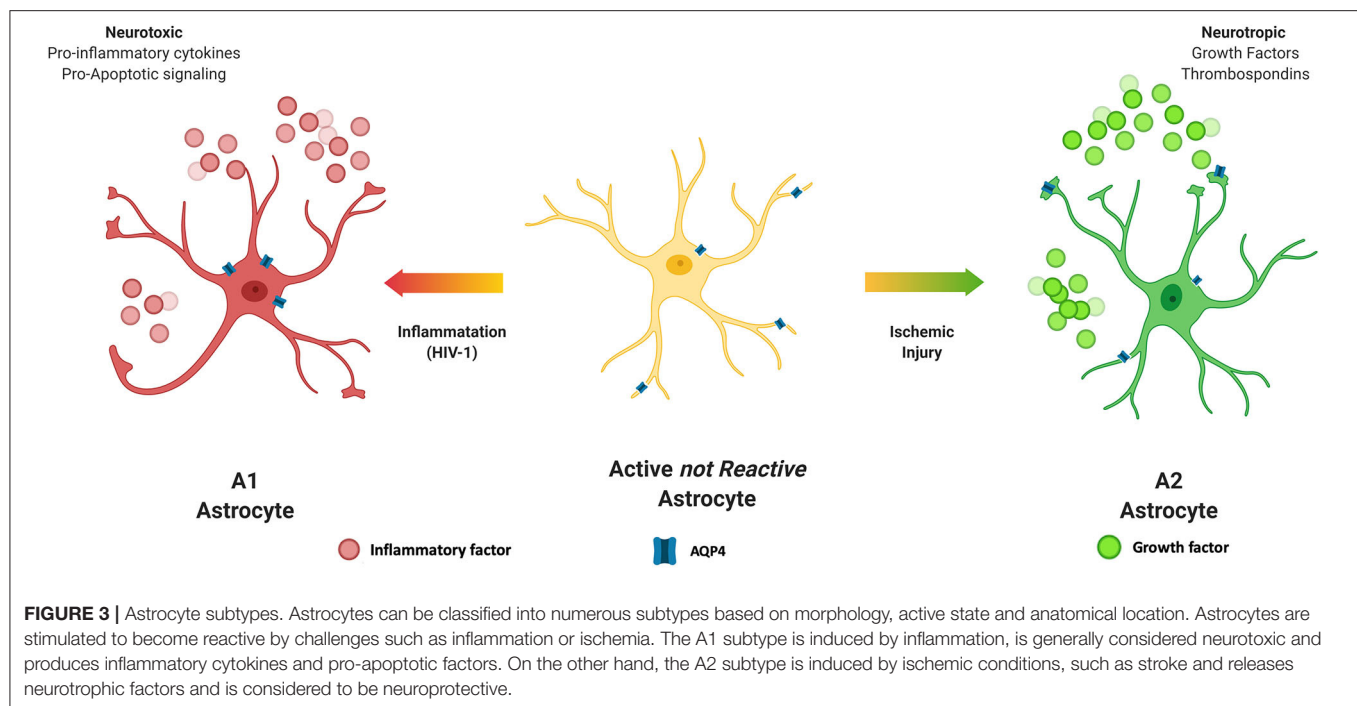 Neurotoxic
Pro-inflammatory cytokines
Pro-Apoptotic signaling
Neurotropic
Growth Factors
Thrombospondins
Inflammatation
(HIV-1)
Ischemic
Injury
A1
Astrocyte
Active not Reactive
Astrocyte
A2
Astrocyte
Inflammatory factor
AQP4
Growth factor
FIGURE 3 | Astrocyte subtypes. Astrocytes can be classified into numerous subtypes based on morphology, active state and anatomical location. Astrocytes are
stimulated to become reactive by challenges such as inflammation or ischemia. The A1 subtype is induced by inflammation, is generally considered neurotoxic and
produces inflammatory cytokines and pro-apoptotic factors. On the other hand, the A2 subtype is induced by ischemic conditions, such as stroke and releases
neurotrophic factors and is considered to be neuroprotective.